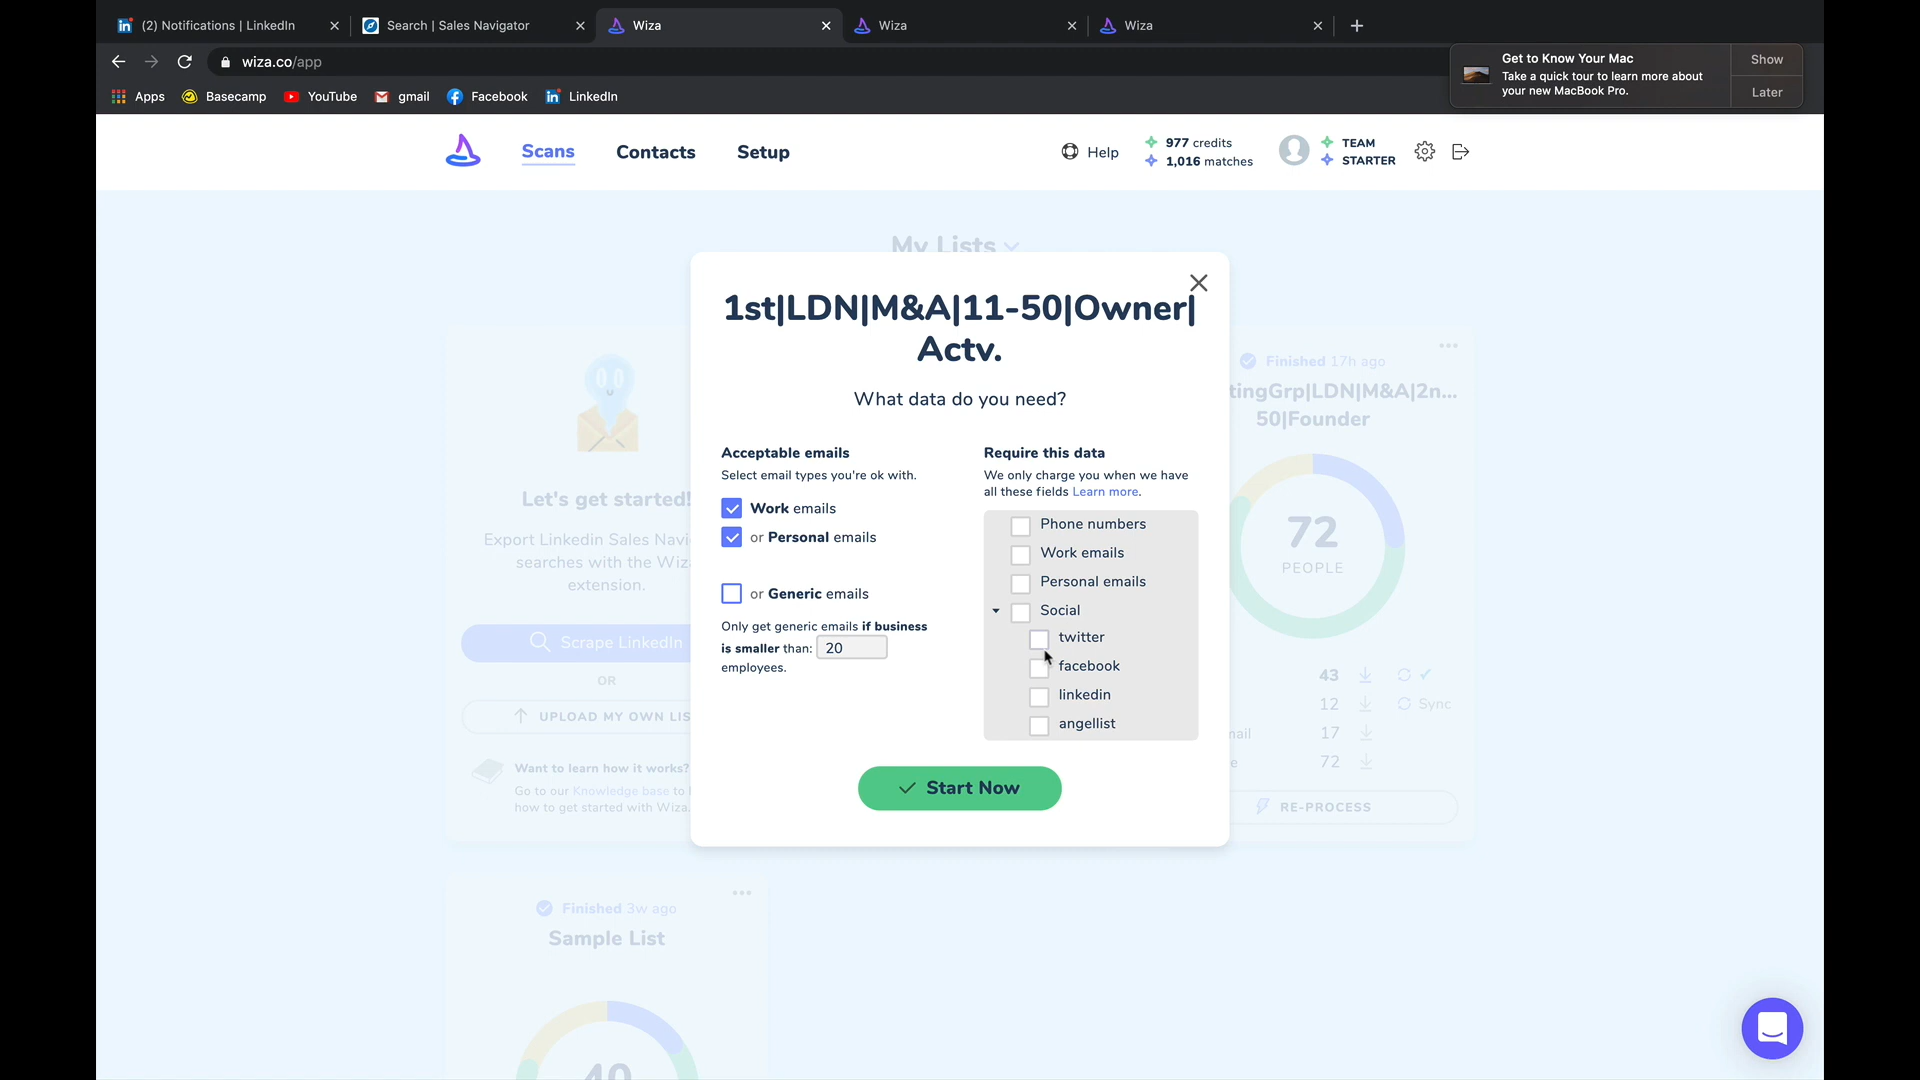 (2) Notifications | LinkedIn
Search | Sales Navigator
Wiza
Wiza
Wiza
wiza.co/app
Get to Know Your Mac
Take a quick tour to learn more about
your new MacBook Pro.
Show
Later
Apps
Basecamp
YouTube
gmail
Facebook
LinkedIn
Scans
Contacts
Setup
Help
977 credits
1,016 matches
TEAM
STARTER
My Lists
1st|LDN|M&A|11-50|Owner|
Actv.
What data do you need?
Acceptable emails
Select email types you're ok with.
Work emails
or Personal emails
or Generic emails
Only get generic emails if business
is smaller than: 20
employees.
Require this data
We only charge you when we have
all these fields Learn more.
Phone numbers
Work emails
Personal emails
Social
twitter
facebook
linkedin
angellist
Start Now
Let's get started!
Export Linkedin Sales Navi
searches with the Wiz
extension.
Scrape LinkedIn
OR
UPLOAD MY OWN LIS
Want to learn how it works?
Go to our Knowledge base to
how to get started with Wiza.
Finished 17h ago
tingGrp|LDN|M&A|2n...
50|Founder
72
PEOPLE
43
12 Sync
nail 17
e 72
RE-PROCESS
Finished 3w ago
Sample List
40